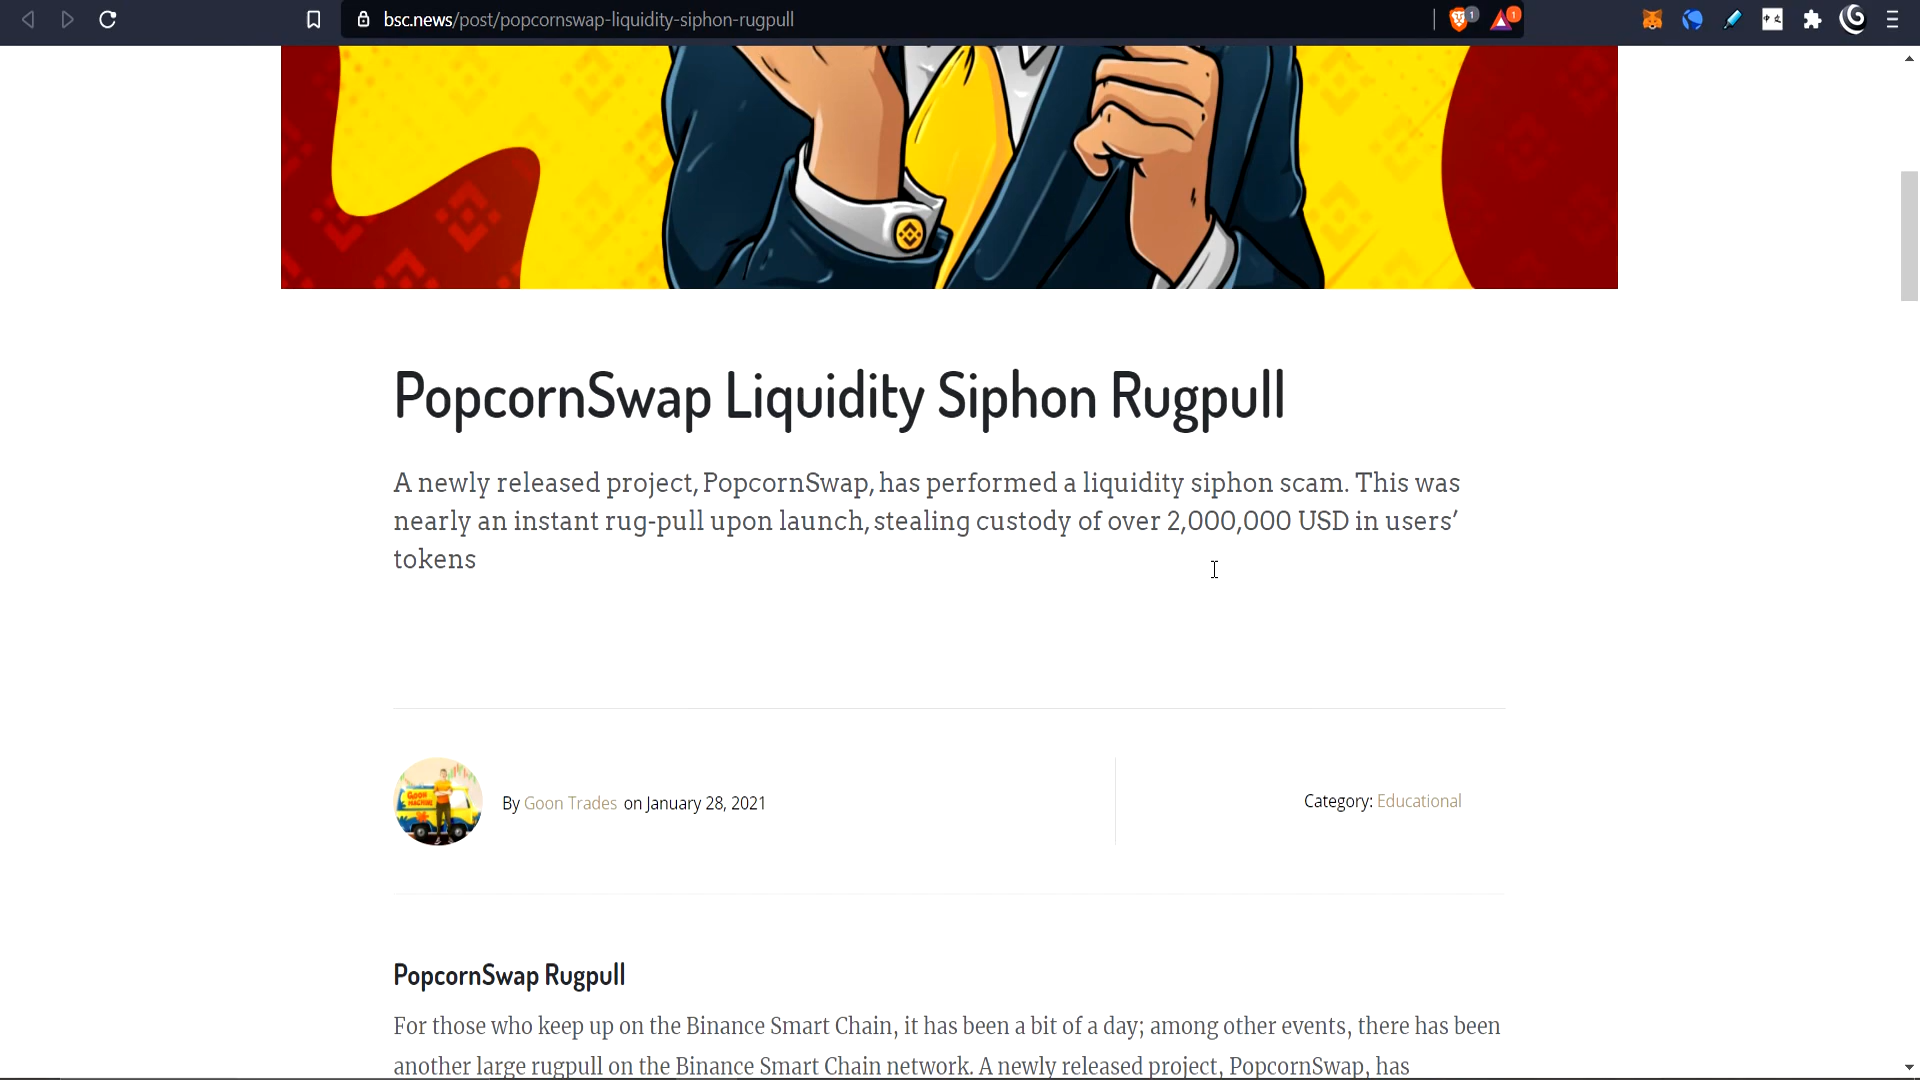 bsc.news/post/popcornswap-liquidity-siphon-rugpull
1
1
PopcornSwap Liquidity Siphon Rugpull
A newly released project, PopcornSwap, has performed a liquidity siphon scam. This was
nearly an instant rug-pull upon launch, stealing custody of over 2,000,000 USD in users’
tokens
GOON
MACHINE
By Goon Trades on January 28, 2021
Category: Educational
PopcornSwap Rugpull
For those who keep up on the Binance Smart Chain, it has been a bit of a day; among other events, there has been
another large rugpull on the Binance Smart Chain network. A newly released project, PopcornSwap, has